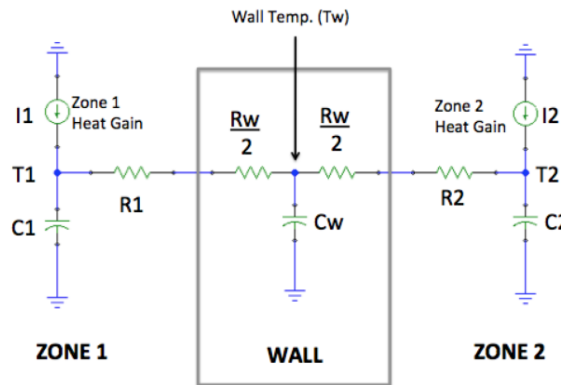 Wall Temp. (Tw)
I1
Zone 1
Heat Gain
Zone 2
Heat Gain
I2
Rw
2
Rw
2
T1
T2
R1
R2
C1
Cw
C2
ZONE 1
WALL
ZONE 2